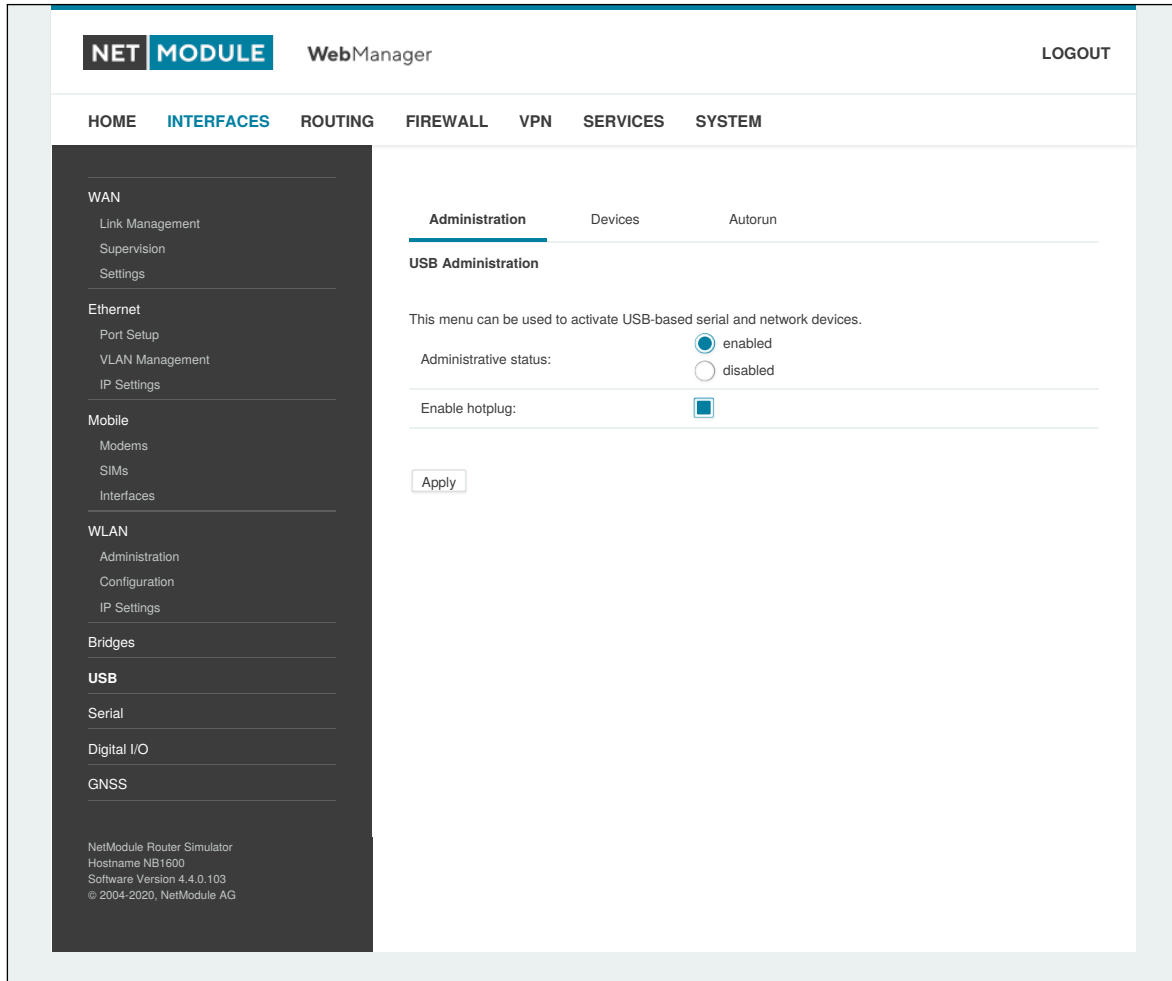 NET MODULE WebManager LOGOUT
HOME INTERFACES ROUTING FIREWALL VPN SERVICES SYSTEM
WAN
Link Management
Supervision
Settings
Ethernet
Port Setup
VLAN Management
IP Settings
Mobile
Modems
SIMs
Interfaces
WLAN
Administration
Configuration
IP Settings
Bridges
USB
Serial
Digital I/O
GNSS
NetModule Router Simulator
Hostname NB1600
Software Version 4.4.0.103
© 2004-2020, NetModule AG
Administration Devices Autorun
USB Administration
This menu can be used to activate USB-based serial and network devices.
Administrative status:
enabled
disabled
Enable hotplug:
Apply